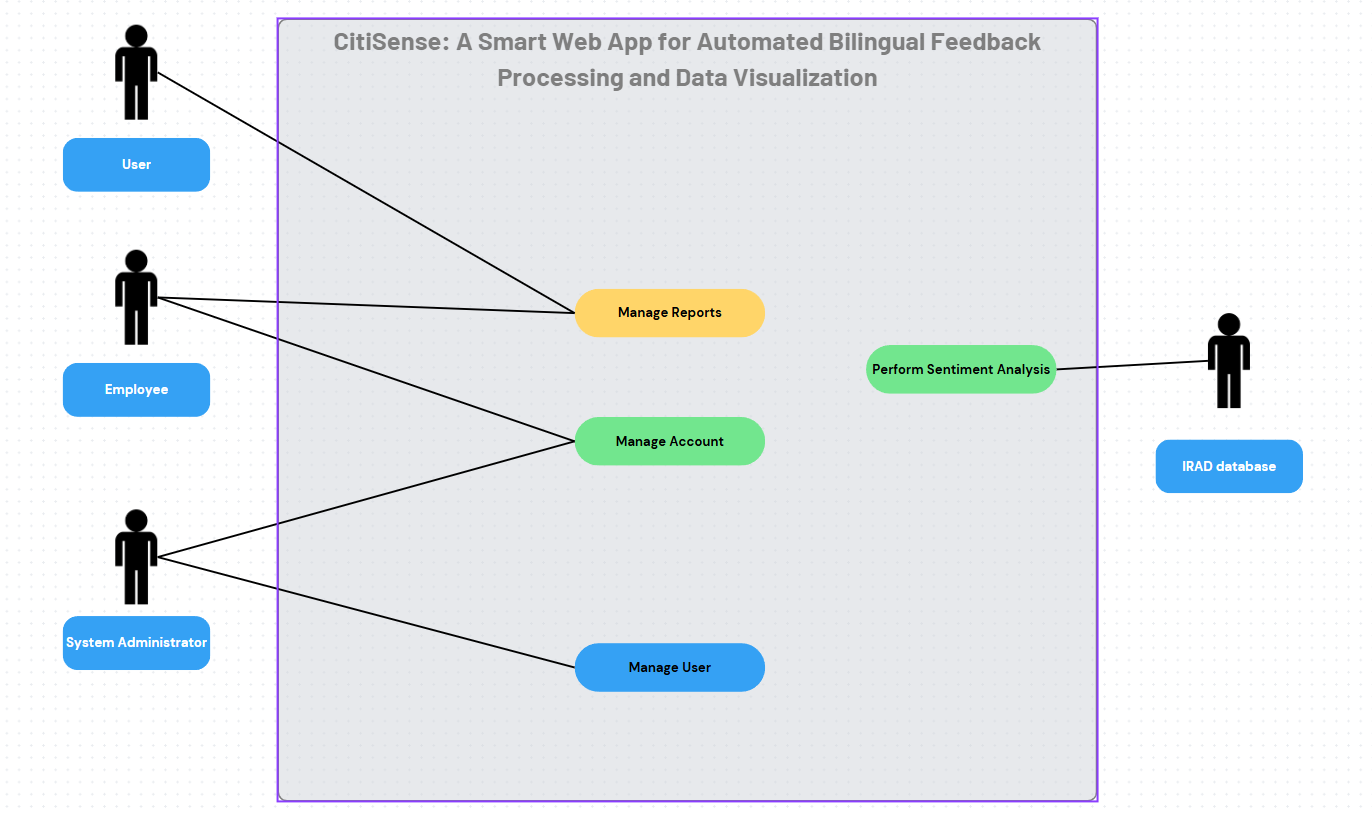 CitiSense: A Smart Web App for Automated Bilingual Feedback
Processing and Data Visualization
User
Employee
System Administrator
Manage Reports
Manage Account
Manage User
Perform Sentiment Analysis
IRAD database